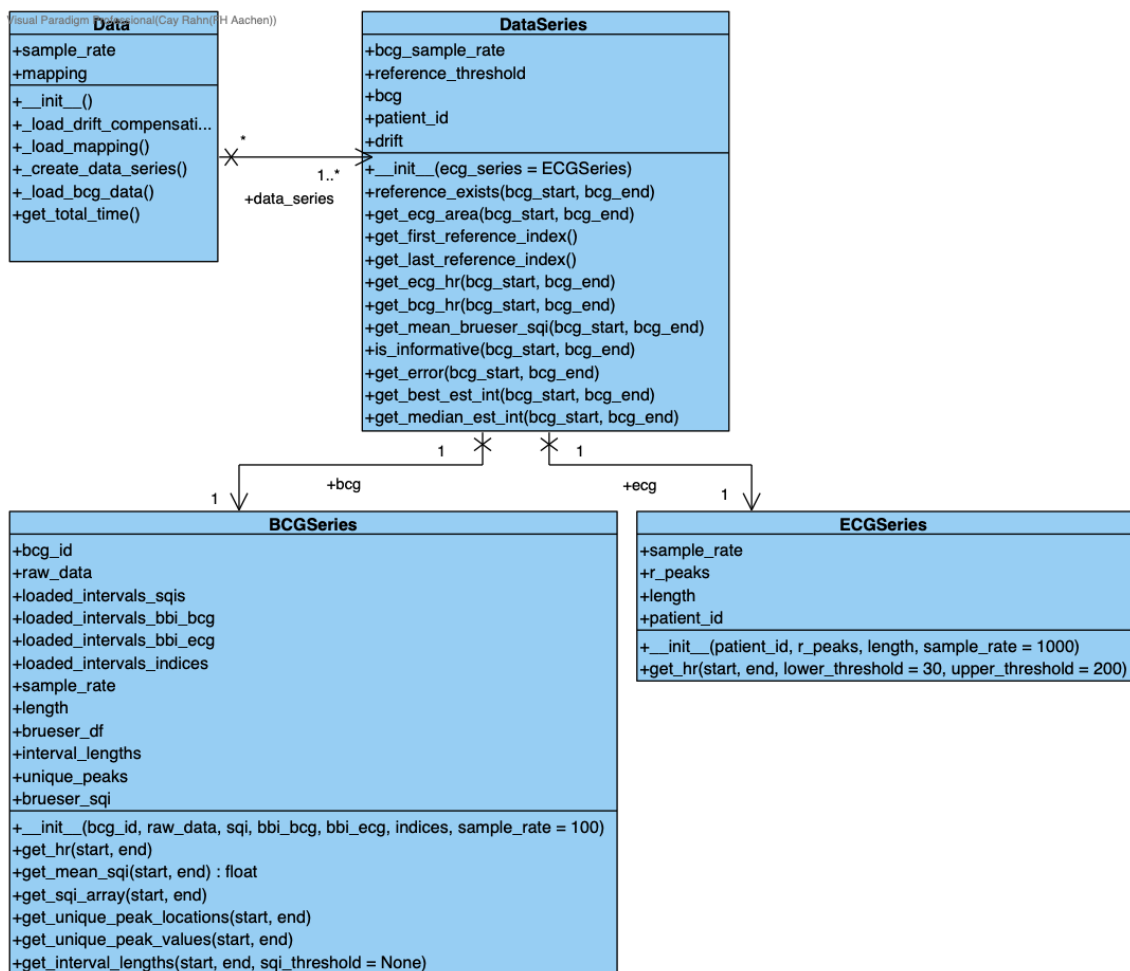 Visual Paradigm Professional(Cay Rahn(FH Aachen))
Data
+sample_rate
+mapping
+__init__()
+_load_drift_compensati...
+_load_mapping()
+_create_data_series()
+_load_bcg_data()
+get_total_time()
*
1..*
+data_series
DataSeries
+bcg_sample_rate
+reference_threshold
+bcg
+patient_id
+drift
+__init__(ecg_series = ECGSeries)
+reference_exists(bcg_start, bcg_end)
+get_ecg_area(bcg_start, bcg_end)
+get_first_reference_index()
+get_last_reference_index()
+get_ecg_hr(bcg_start, bcg_end)
+get_bcg_hr(bcg_start, bcg_end)
+get_mean_brueser_sqi(bcg_start, bcg_end)
+is_informative(bcg_start, bcg_end)
+get_error(bcg_start, bcg_end)
+get_best_est_int(bcg_start, bcg_end)
+get_median_est_int(bcg_start, bcg_end)
1
+bcg
1
1
+ecg
1
BCGSeries
+bcg_id
+raw_data
+loaded_intervals_sqis
+loaded_intervals_bbi_bcg
+loaded_intervals_bbi_ecg
+loaded_intervals_indices
+sample_rate
+length
+brueser_df
+interval_lengths
+unique_peaks
+brueser_sqi
+__init__(bcg_id, raw_data, sqi, bbi_bcg, bbi_ecg, indices, sample_rate = 100)
+get_hr(start, end)
+get_mean_sqi(start, end) : float
+get_sqi_array(start, end)
+get_unique_peak_locations(start, end)
+get_unique_peak_values(start, end)
+get_interval_lengths(start, end, sqi_threshold = None)
ECGSeries
+sample_rate
+r_peaks
+length
+patient_id
+__init__(patient_id, r_peaks, length, sample_rate = 1000)
+get_hr(start, end, lower_threshold = 30, upper_threshold = 200)